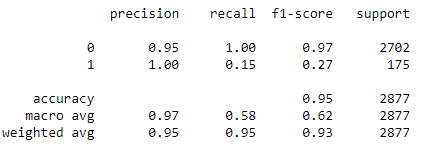 precision recall f1-score support
0 0.95 1.00 0.97 2702
1 1.00 0.15 0.27 175
accuracy 0.95 2877
macro avg 0.97 0.58 0.62 2877
weighted avg 0.95 0.95 0.93 2877